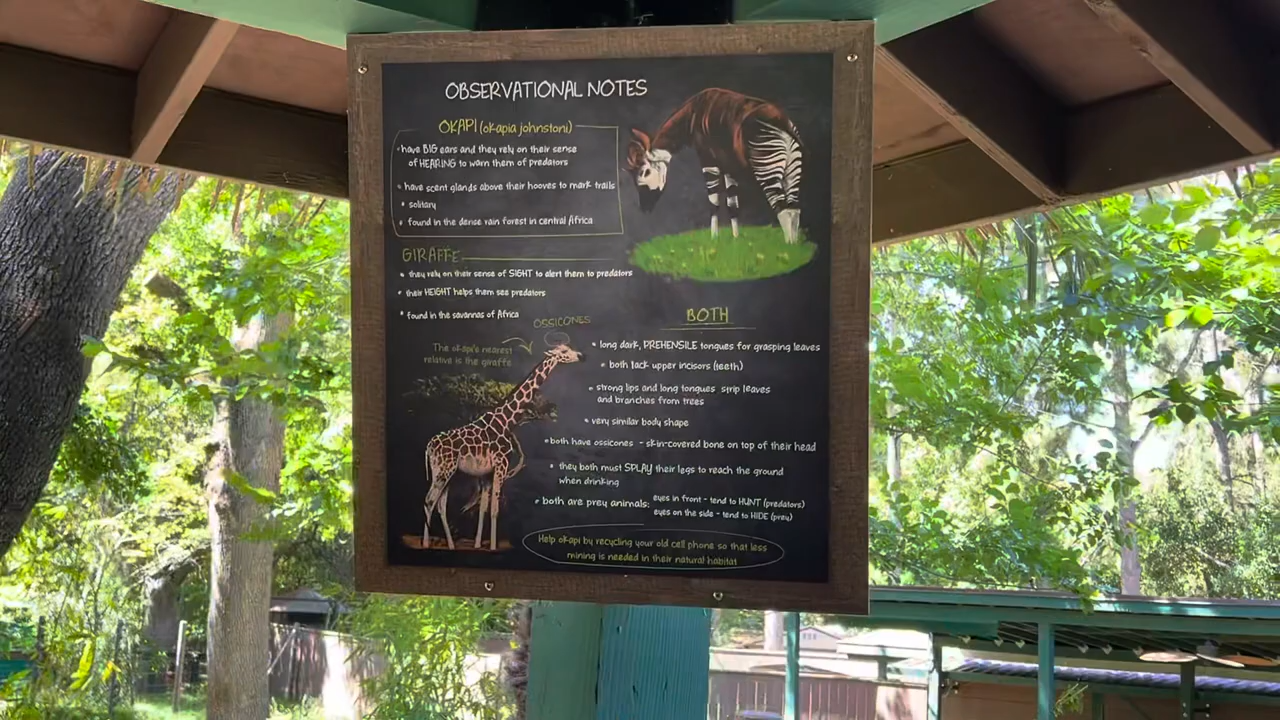 OBSERVATIONAL NOTES
OKAPI (okapia johnstoni)
• have BIG ears and they rely on their sense
of HEARING to warn them of predators
• have scent glands above their hooves to mark trails
• solitary
• found in the dense rain forest in central Africa
GIRAFFE
• they rely on their sense of SIGHT to alert them to predators
• their HEIGHT helps them see predators
• found in the savannas of Africa
OSSICONES
The okapi's nearest
relative is the giraffe
BOTH
• long dark, PREHENSILE tongues for grasping leaves
• both lack upper incisors (teeth)
• strong lips and long tongues strip leaves
and branches from trees
• very similar body shape
• both have ossicones - skin-covered bone on top of their head
• they both must SPLAY their legs to reach the ground
when drinking
• both are prey animals: eyes in front - tend to HUNT (predators)
eyes on the side - tend to HIDE (prey)
Help okapi by recycling your old cell phone so that less
mining is needed in their natural habitat